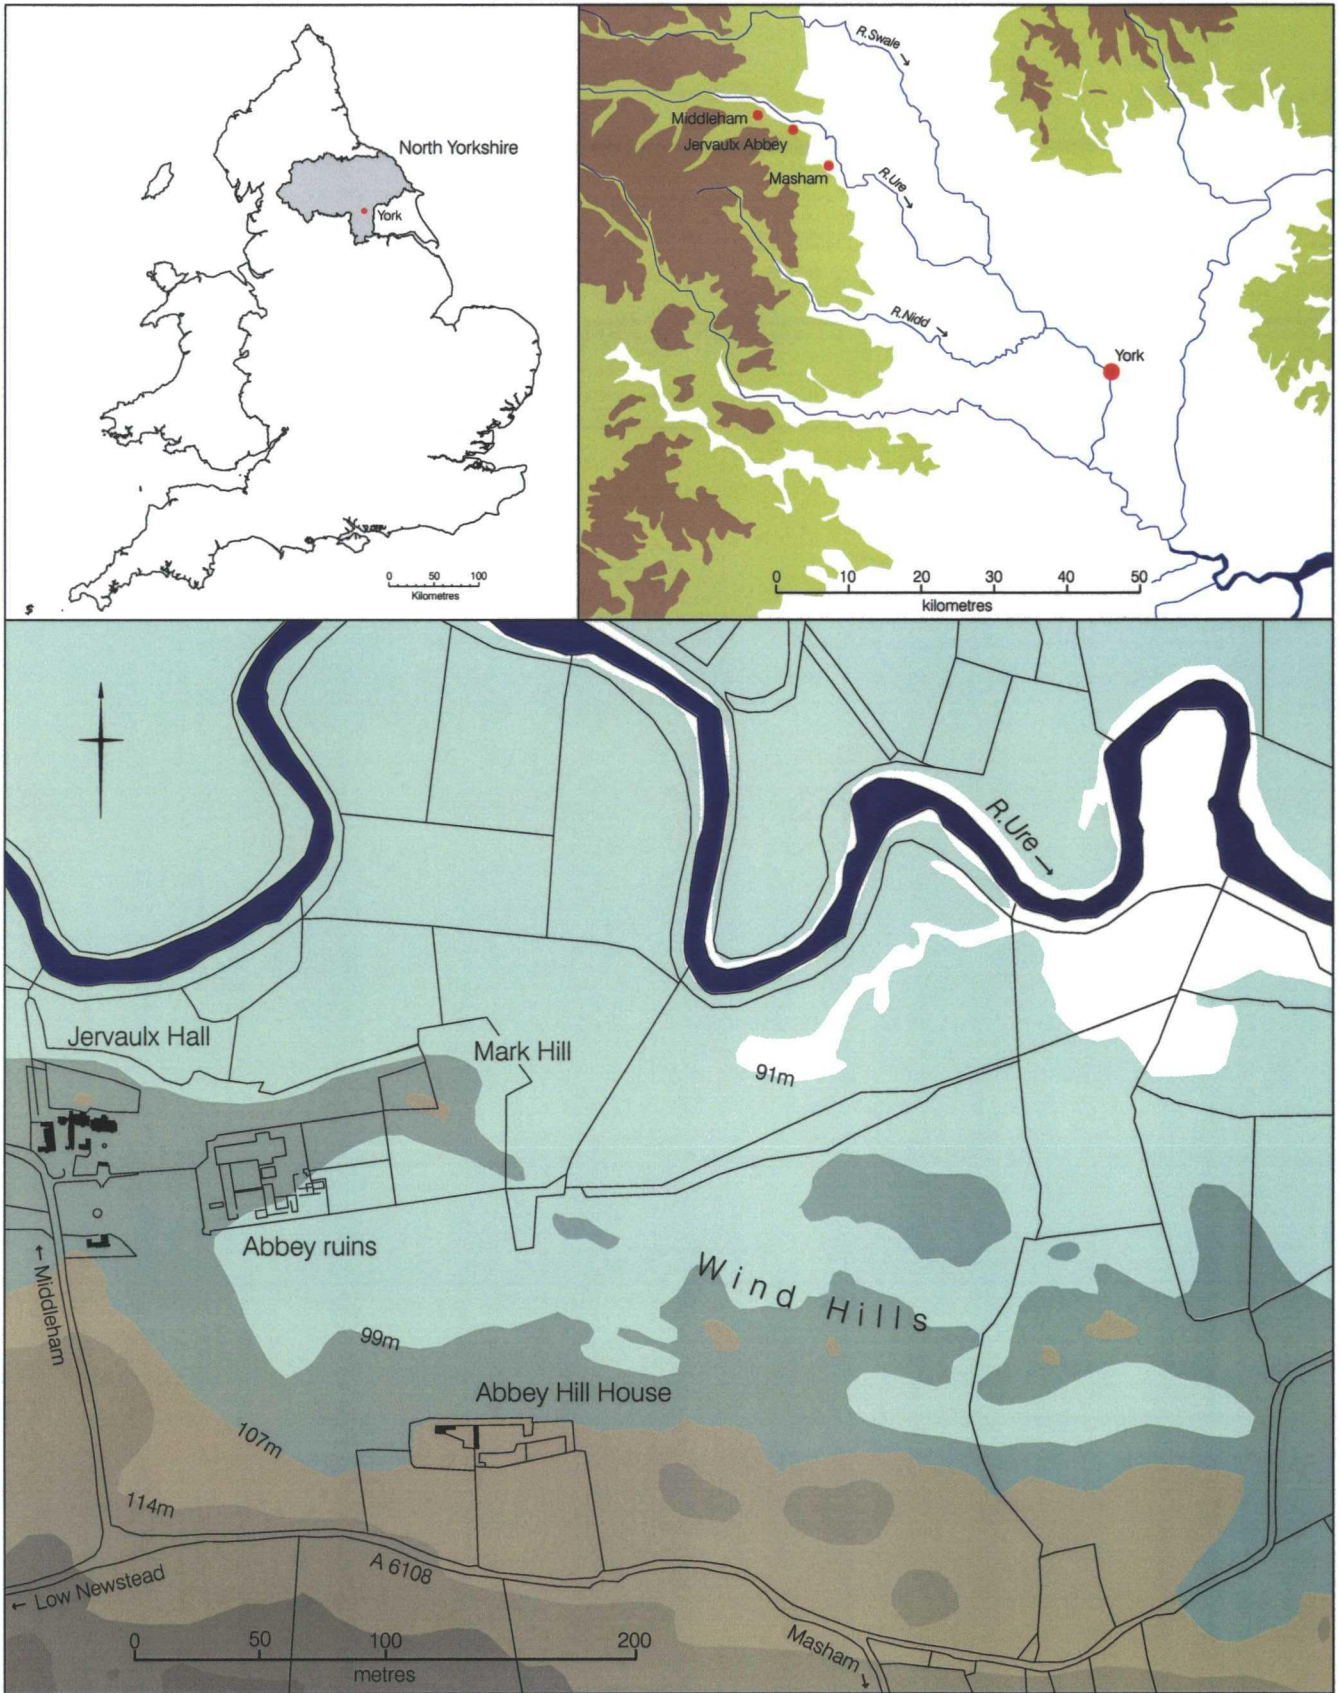 North Yorkshire
York
0 50 100
Kilometres
R.Swale
Middleham
Jervaulx Abbey
Masham
R.Ure
R.Nidd
York
0 10 20 30 40 50
kilometres
R.Ure
Jervaulx Hall
Mark Hill
91m
Abbey ruins
Wind Hills
← Middleham
99m
Abbey Hill House
107m
114m
A 6108
← Low Newstead
0 50 100 200
metres
Masham →